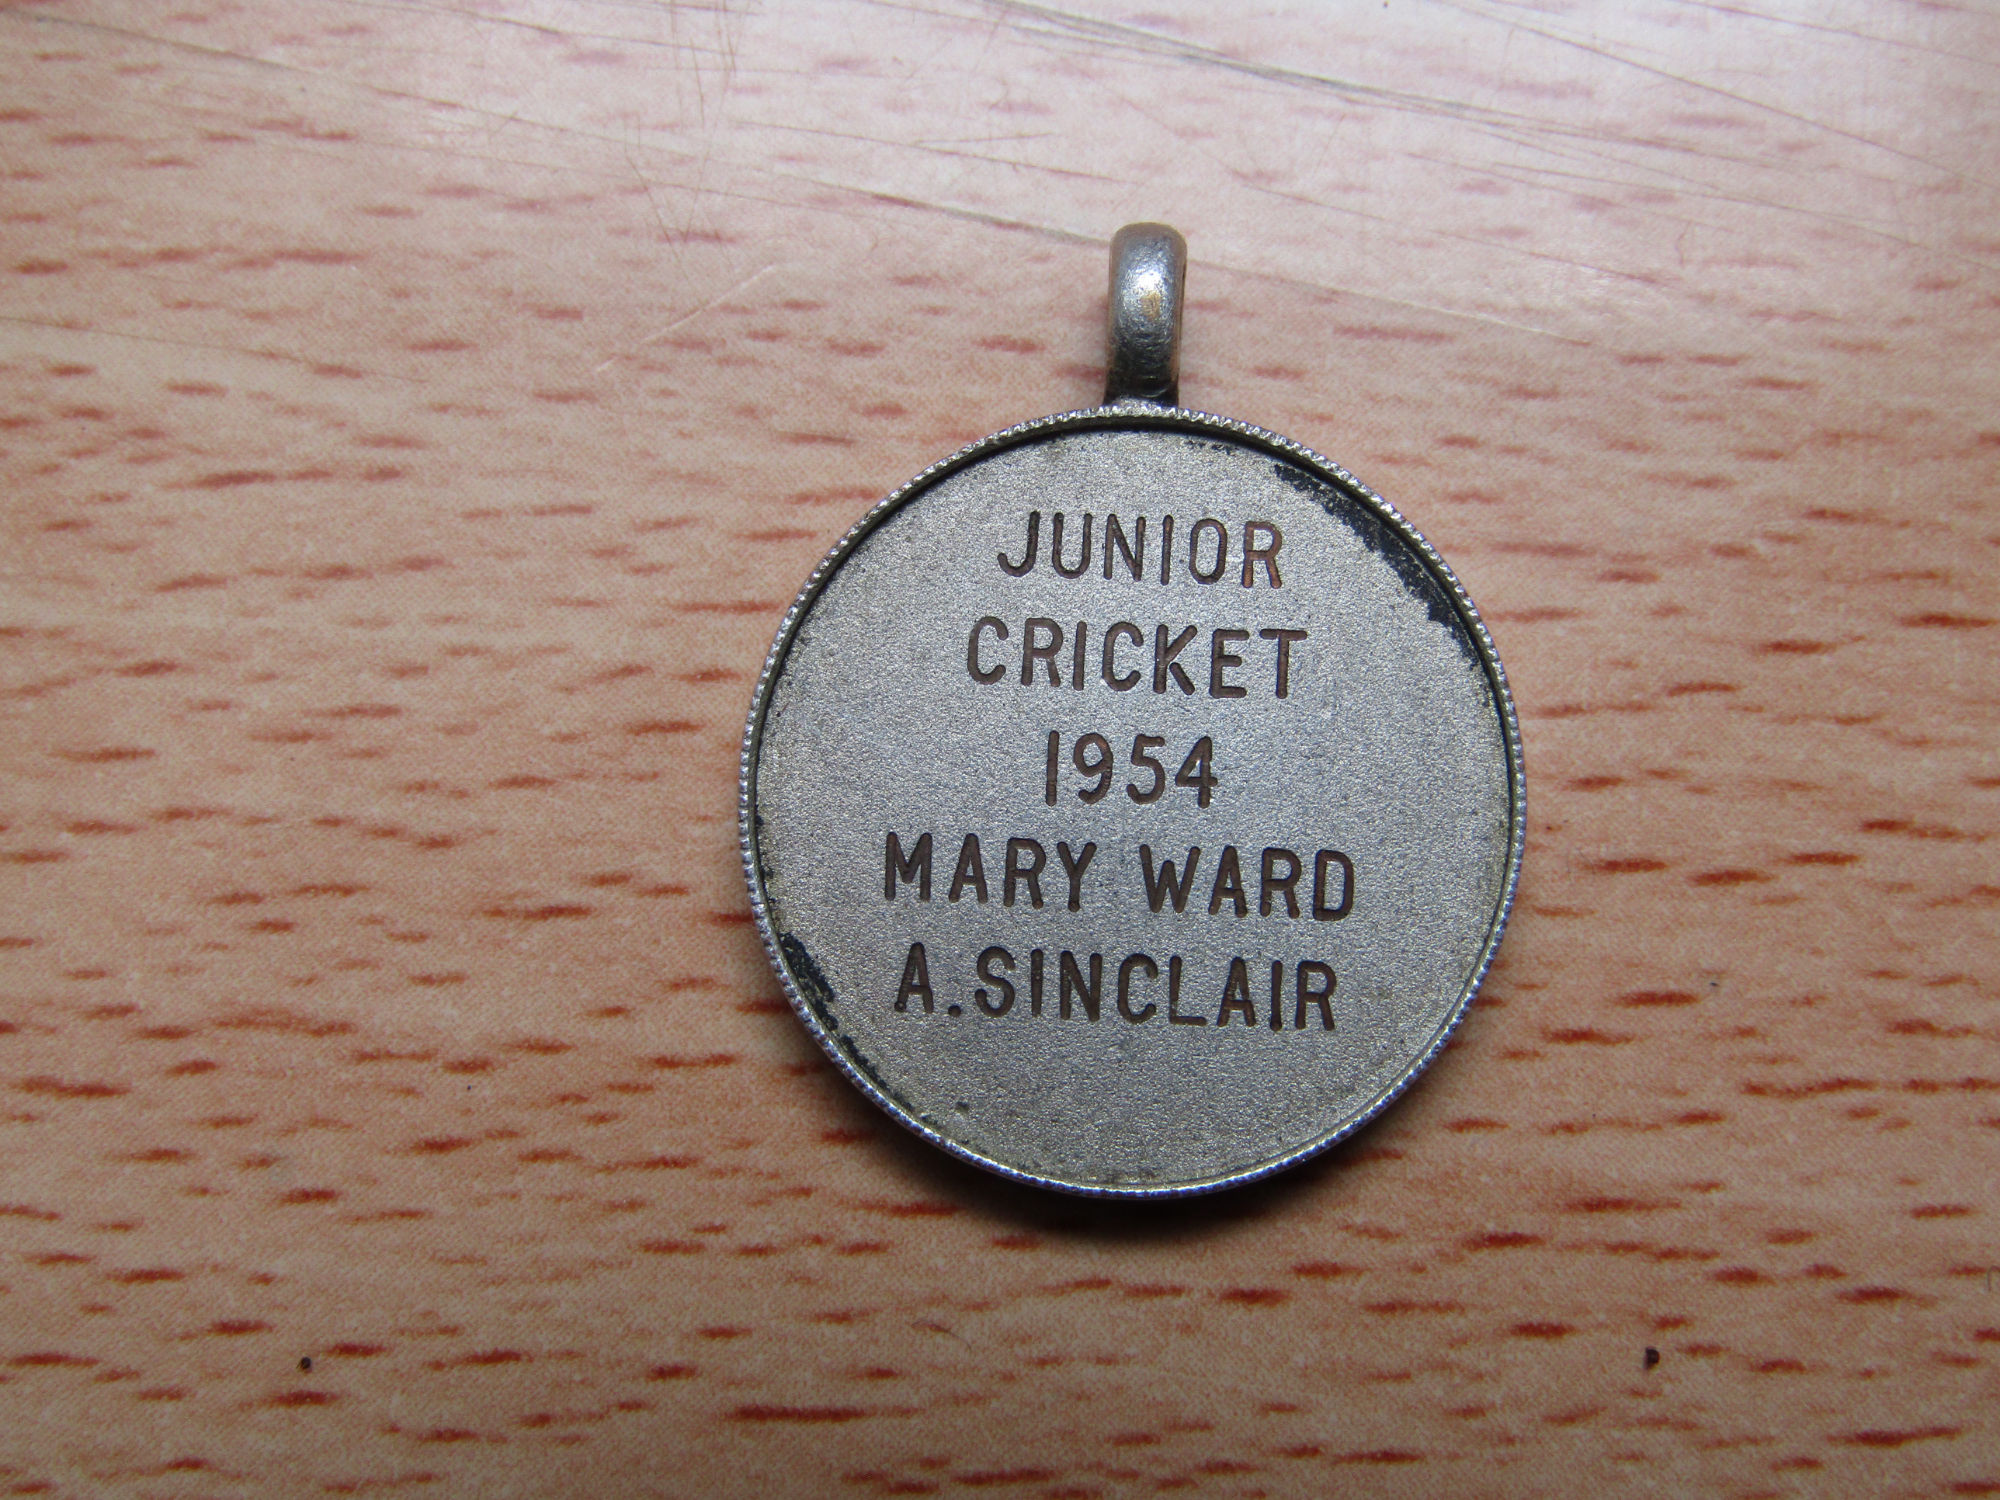 JUNIOR
CRICKET
1954
MARY WARD
A.SINCLAIR